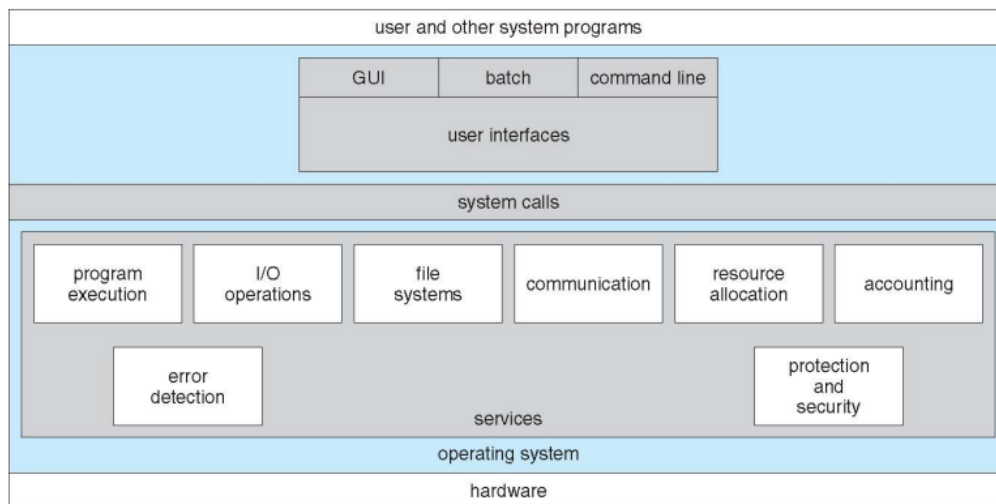 user and other system programs
GUI
batch
command line
user interfaces
system calls
program
execution
I/O
operations
file
systems
communication
resource
allocation
accounting
error
detection
protection
and
security
services
operating system
hardware